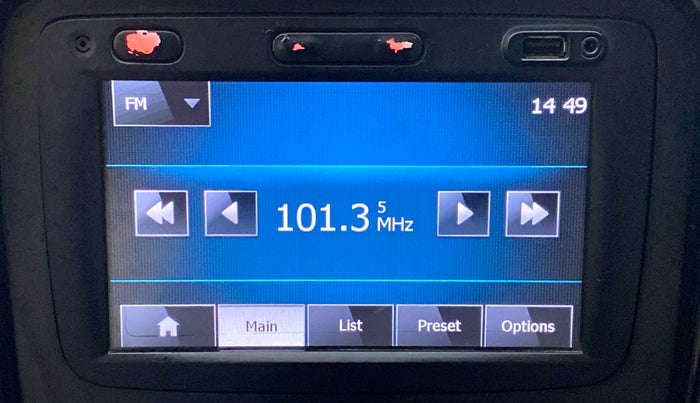 FM
14 49
101.3 5 MHz
Main List Preset Options